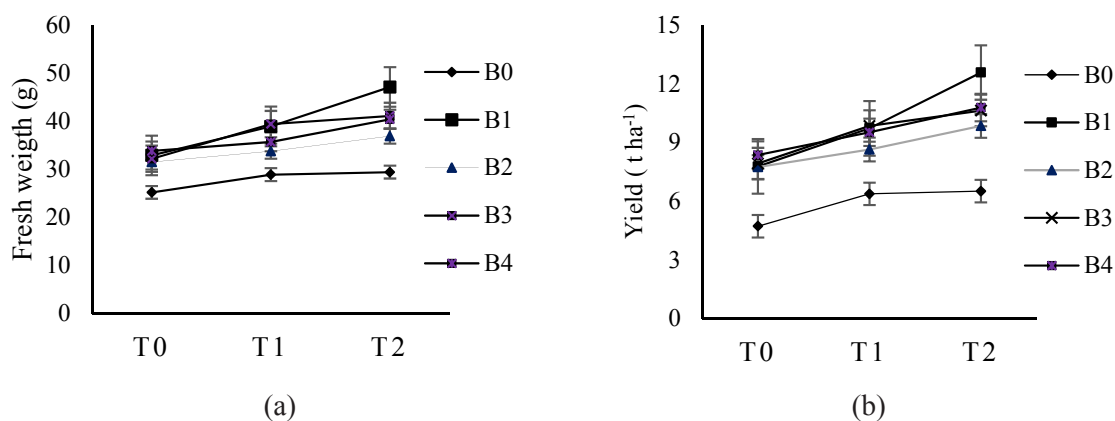 60
50
40
30
20
10
0
Fresh weigth (g)
T0 T1 T2
B0
B1
B2
B3
B4
(a)
15
12
9
6
3
0
Yield ( t ha-1)
T0 T1 T2
B0
B1
B2
B3
B4
(b)